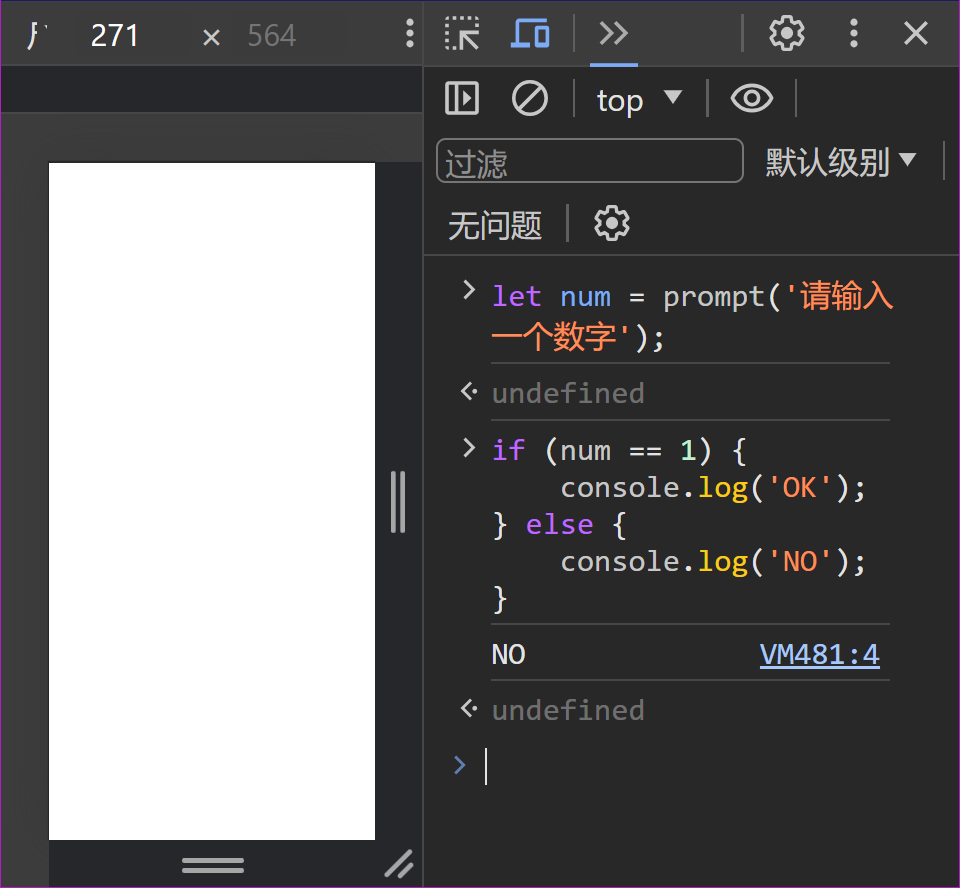 271 × 564
top
过滤 默认级别
无问题
let num = prompt('请输入
一个数字');
undefined
if (num == 1) {
    console.log('OK');
} else {
    console.log('NO');
}
NO VM481:4
undefined